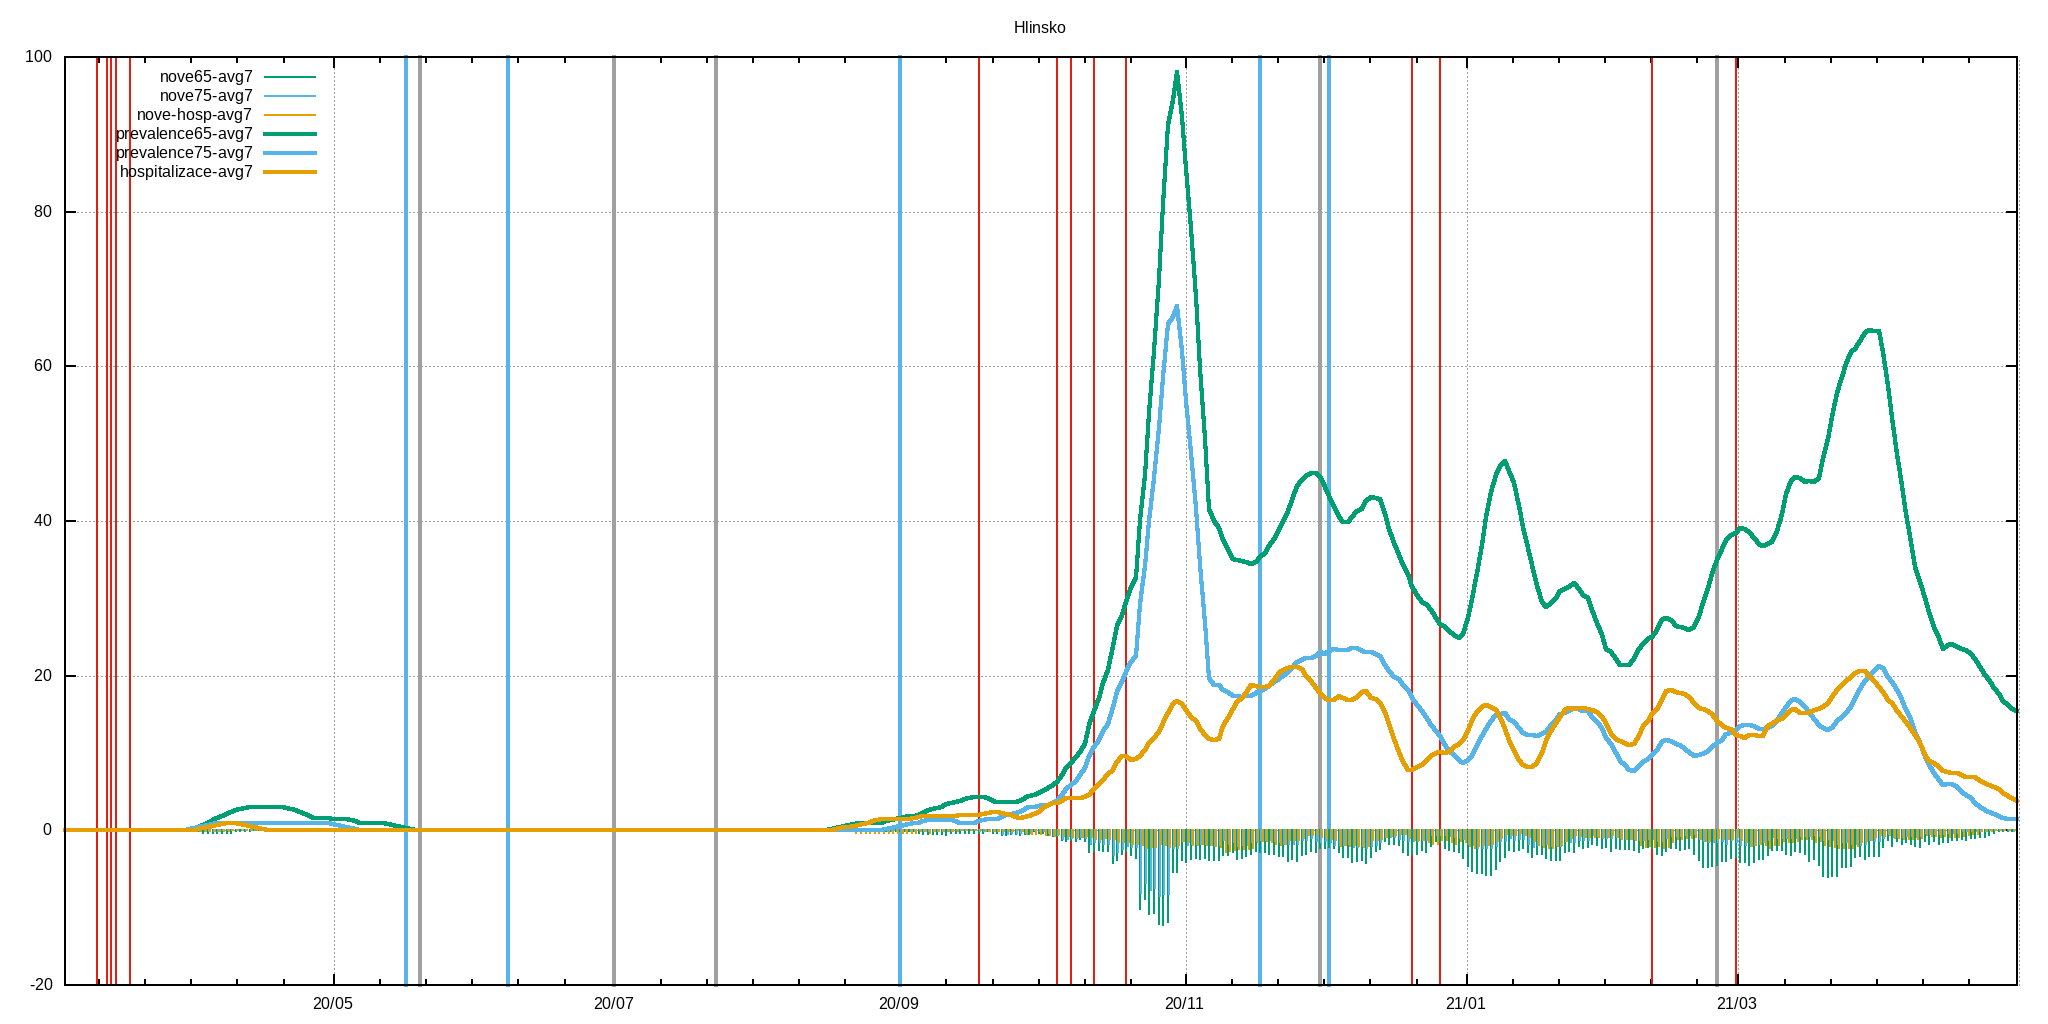 Hlinsko
100
80
60
40
20
0
-20
nove65-avg7
nove75-avg7
nove-hosp-avg7
prevalence65-avg7
prevalence75-avg7
hospitalizace-avg7
20/05 20/07 20/09 20/11 21/01 21/03